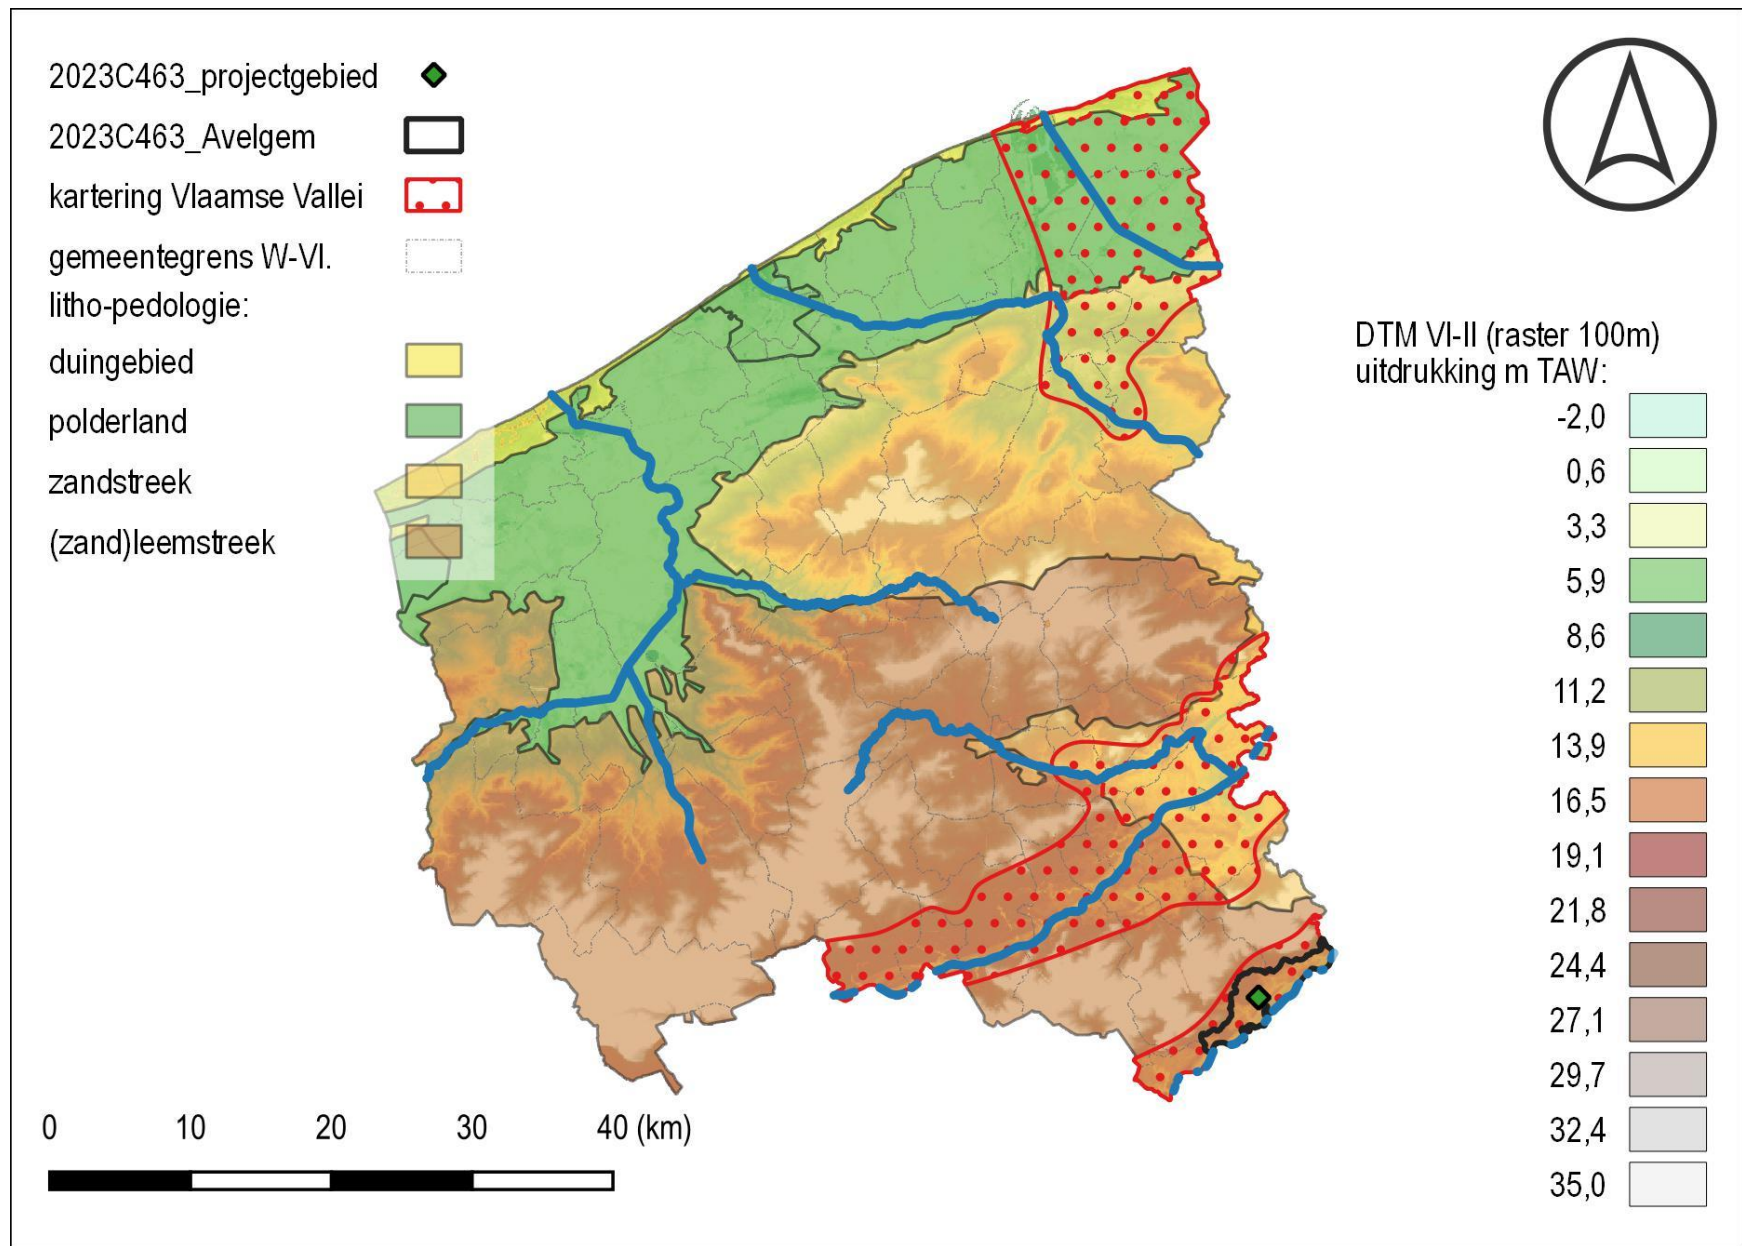 2023C463_projectgebied
2023C463_Avelgem
kartering Vlaamse Vallei
gemeentegrens W-Vl.
litho-pedologie:
duingebied
polderland
zandstreek
(zand)leemstreek
DTM Vl-II (raster 100m)
uitdrukking m TAW:
-2,0
0,6
3,3
5,9
8,6
11,2
13,9
16,5
19,1
21,8
24,4
27,1
29,7
32,4
35,0
0 10 20 30 40 (km)